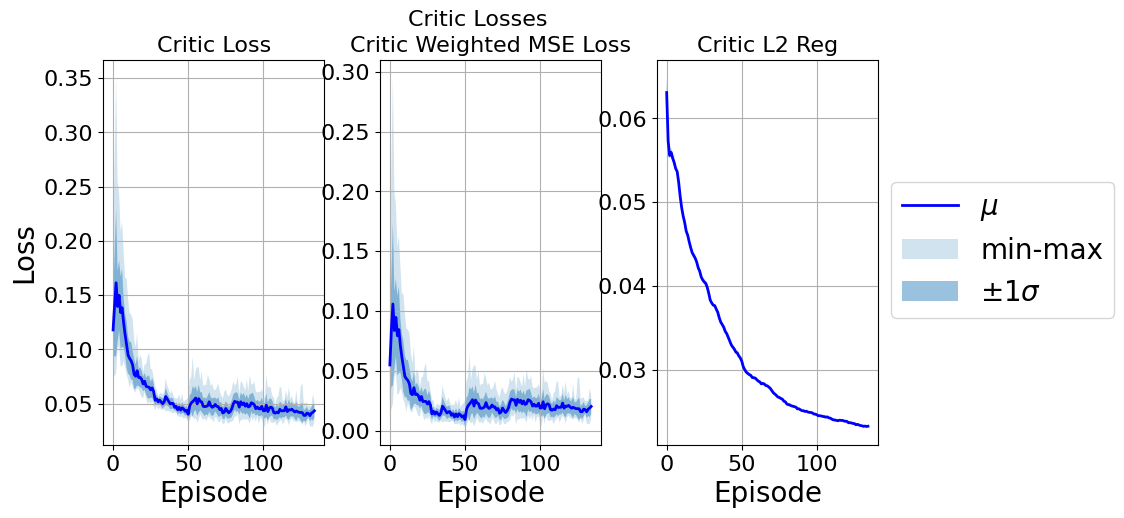 Critic Losses
Critic Loss
Critic Weighted MSE Loss
Critic L2 Reg
Loss
0.35
0.30
0.25
0.20
0.15
0.10
0.05
0 50 100
Episode
0.30
0.25
0.20
0.15
0.10
0.05
0.00
0 50 100
Episode
0.06
0.05
0.04
0.03
0 50 100
Episode
μ
min-max
±1σ